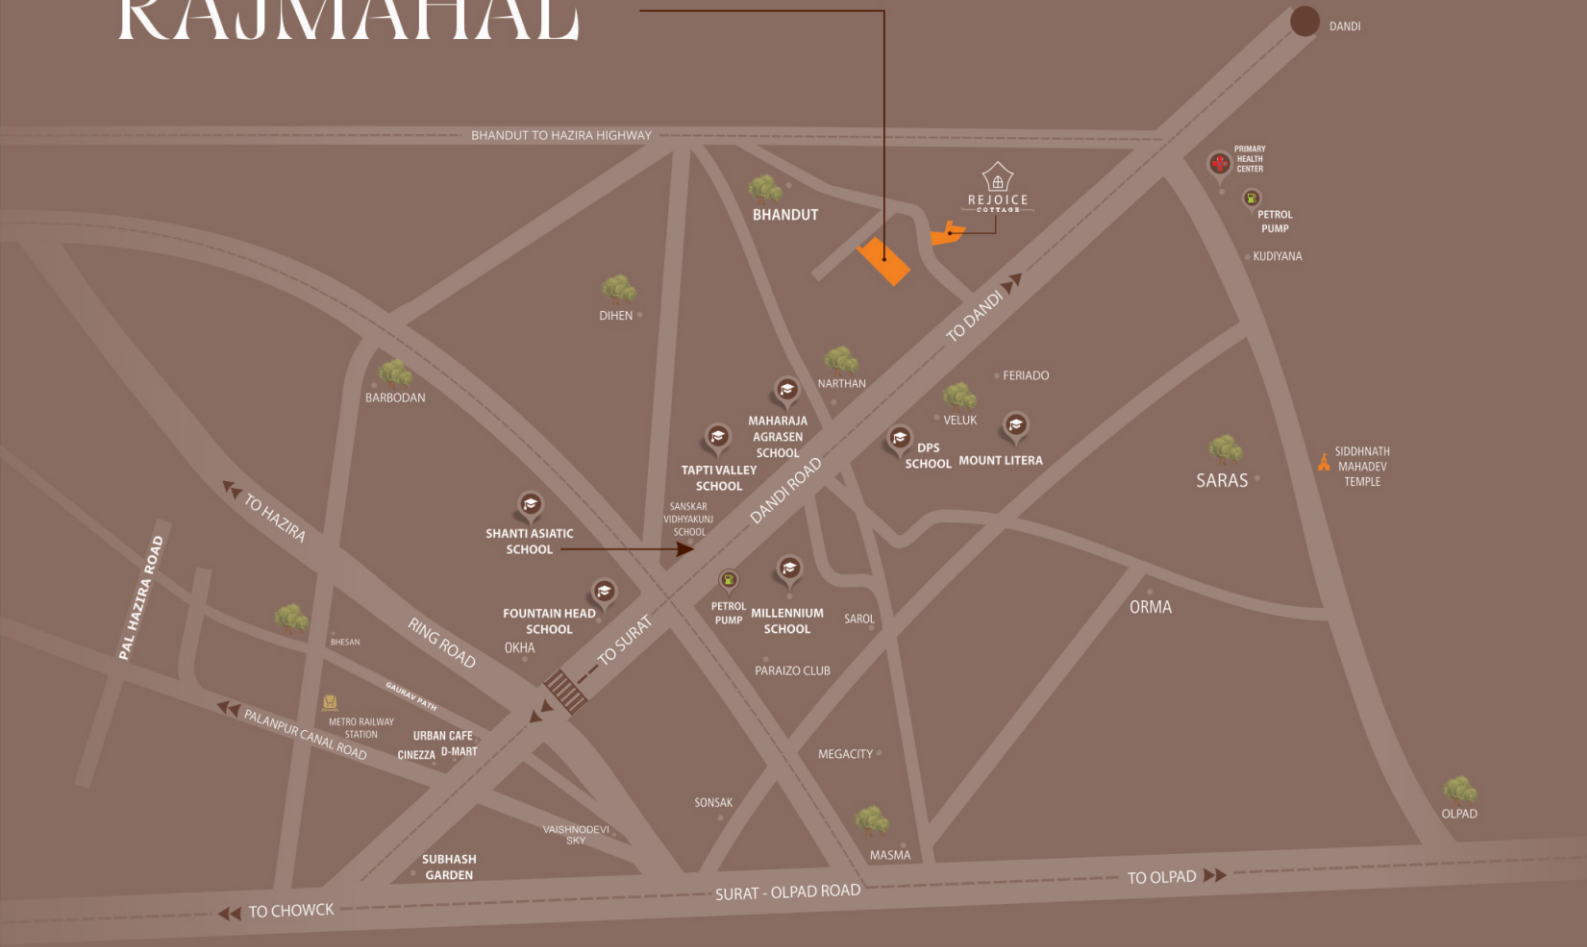 RAJMAHAL
DANDI
BHANDUT TO HAZIRA HIGHWAY
PRIMARY
HEALTH
CENTER
PETROL
PUMP
KUDIYANA
REJOICE
COTTAGE
BHANDUT
DIHEN
TO DANDI
BARBODAN
NARTHAN
FERIADO
VELUK
MAHARAJA
AGRASEN
SCHOOL
DPS
SCHOOL
MOUNT LITERA
TAPTI VALLEY
SCHOOL
DANDI ROAD
SARAS
SIDDHNATH
MAHADEV
TEMPLE
TO HAZIRA
SANSKAR
VIDHYAKUNJ
SCHOOL
SHANTI ASIATIC
SCHOOL
PAL HAZIRA ROAD
FOUNTAIN HEAD
SCHOOL
PETROL
PUMP
MILLENNIUM
SCHOOL
SAROL
ORMA
BHESAN
RING ROAD
OKHA
TO SURAT
PARAIZO CLUB
GAURAV PATH
METRO RAILWAY
STATION
PALANPUR CANAL ROAD
URBAN CAFE
CINEZZA
D-MART
MEGACITY
SONSAK
OLPAD
VAISHNODEVI
SKY
MASMA
SUBHASH
GARDEN
TO OLPAD
SURAT - OLPAD ROAD
TO CHOWCK